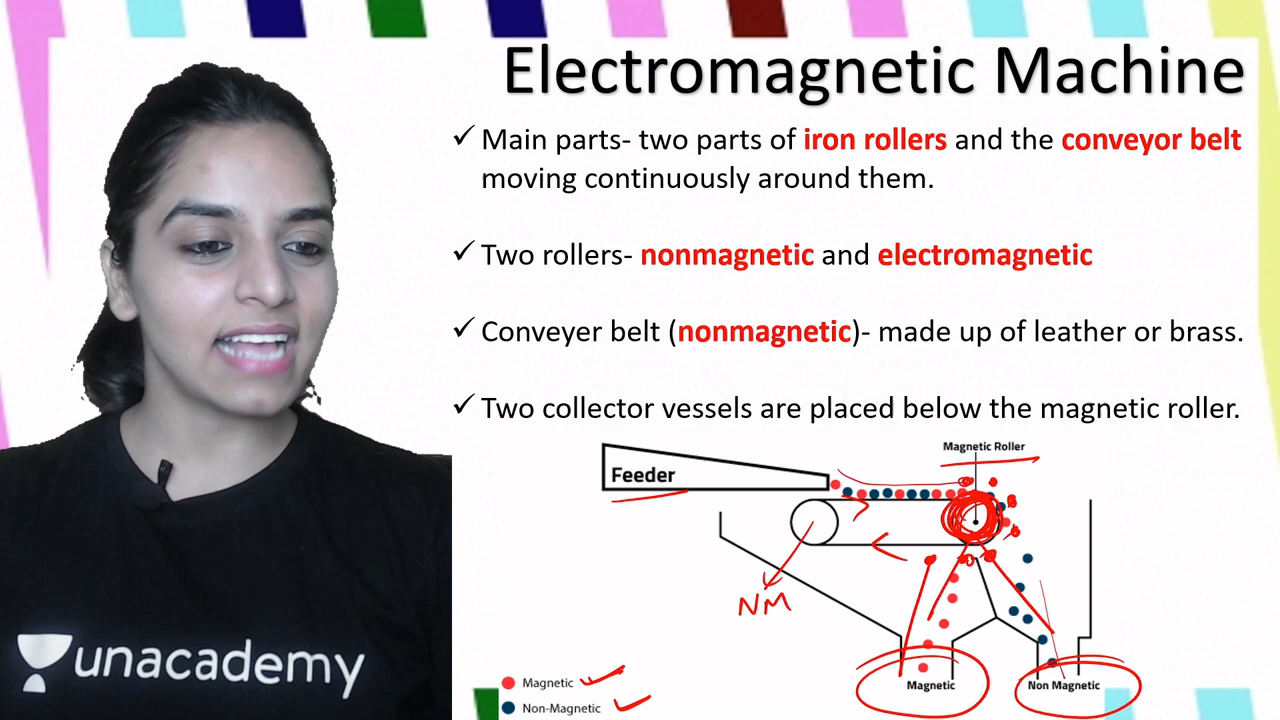 Electromagnetic Machine
✓ Main parts- two parts of iron rollers and the conveyor belt
moving continuously around them.
✓ Two rollers- nonmagnetic and electromagnetic
✓ Conveyer belt (nonmagnetic)- made up of leather or brass.
✓ Two collector vessels are placed below the magnetic roller.
Magnetic Roller
Feeder
NM
unacademy
Magnetic
Non-Magnetic
Magnetic
Non Magnetic